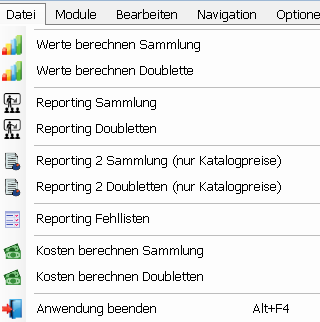 Datei Module Bearbeiten Navigation Optione
Werte berechnen Sammlung
Werte berechnen Doublette
Reporting Sammlung
Reporting Doubletten
Reporting 2 Sammlung (nur Katalogpreise)
Reporting 2 Doubletten (nur Katalogpreise)
Reporting Fehllisten
Kosten berechnen Sammlung
Kosten berechnen Doubletten
Anwendung beenden Alt+F4